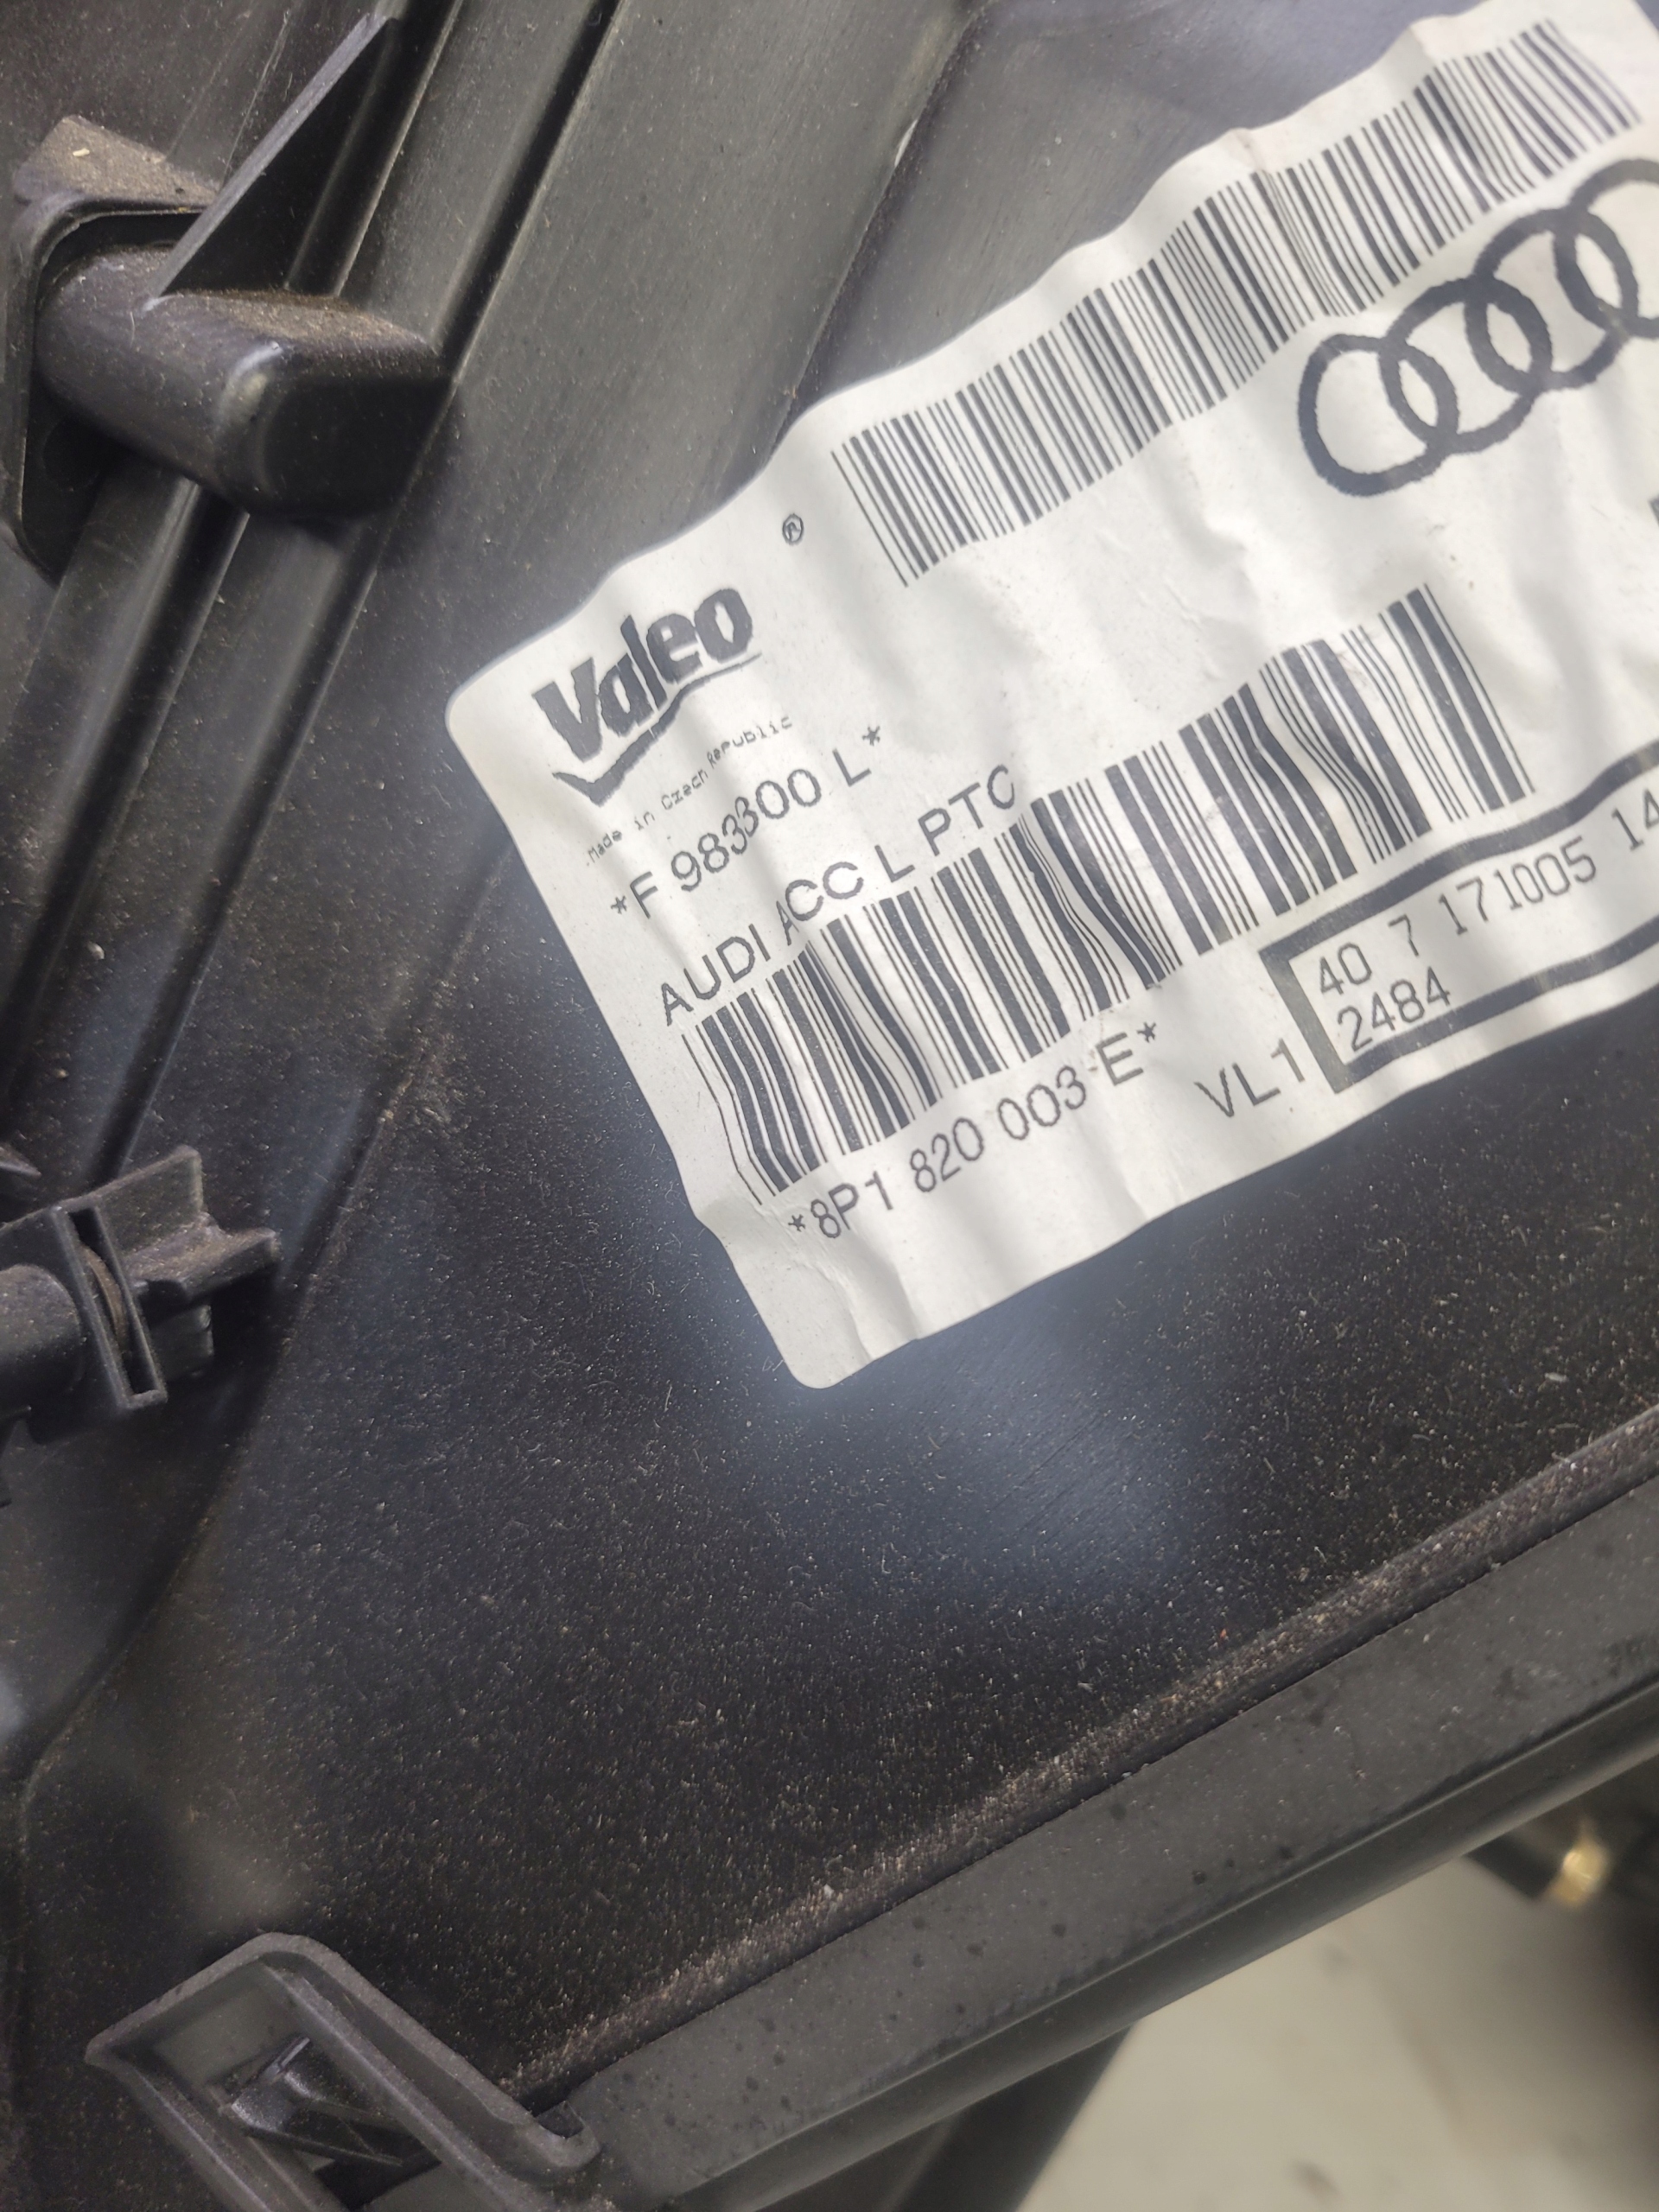 ®
Valeo
Made in Czech Republic
*F 983300 L*
AUDI ACC L PTC
*8P1 820 003 E*
VL1
40 7 171005 14
2484